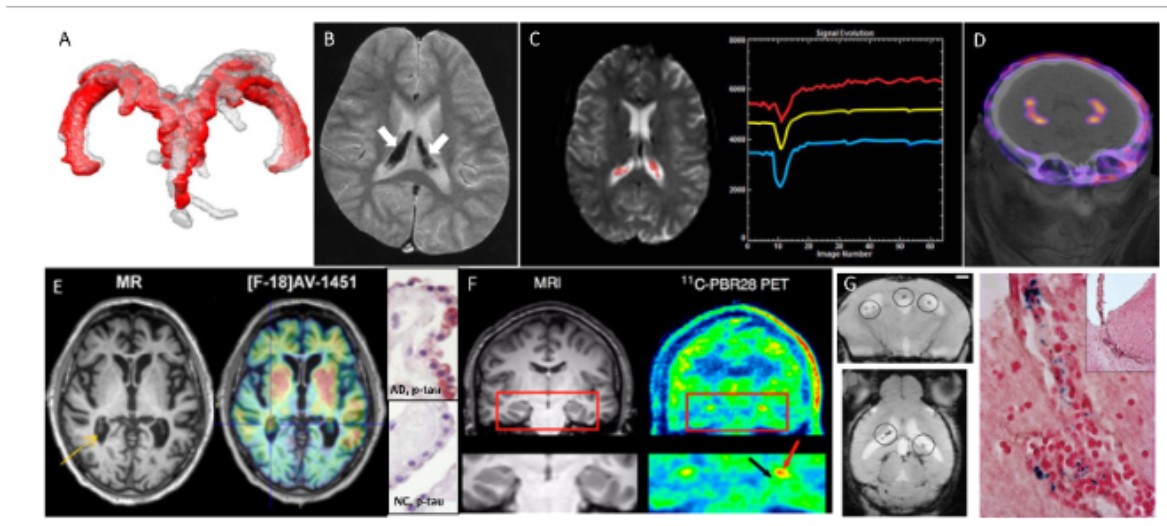 A
B
C
Signal Evolution
8000
6000
4000
2000
0
0 10 20 30 40 50 60
Image Number
D
E
MR
[F-18]AV-1451
AD, p-tau
NC, p-tau
F
MRI
¹¹C-PBR28 PET
G